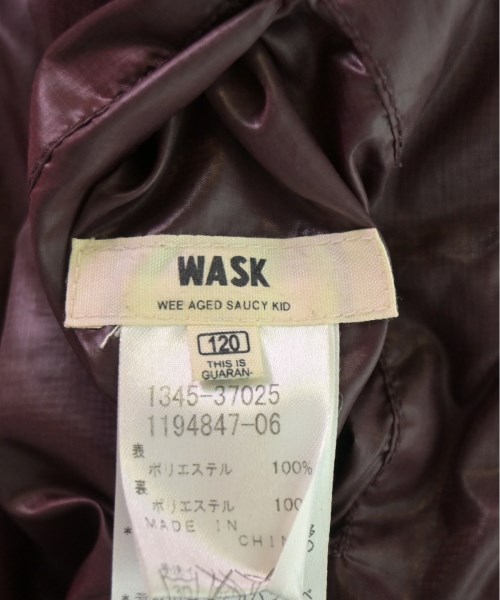 WASK
WEE AGED SAUCY KID
120
THIS IS
GUARAN-
1345-37025
1194847-06
表
ポリエステル 100%
裏
ポリエステル 100
* MADE IN
CHIN